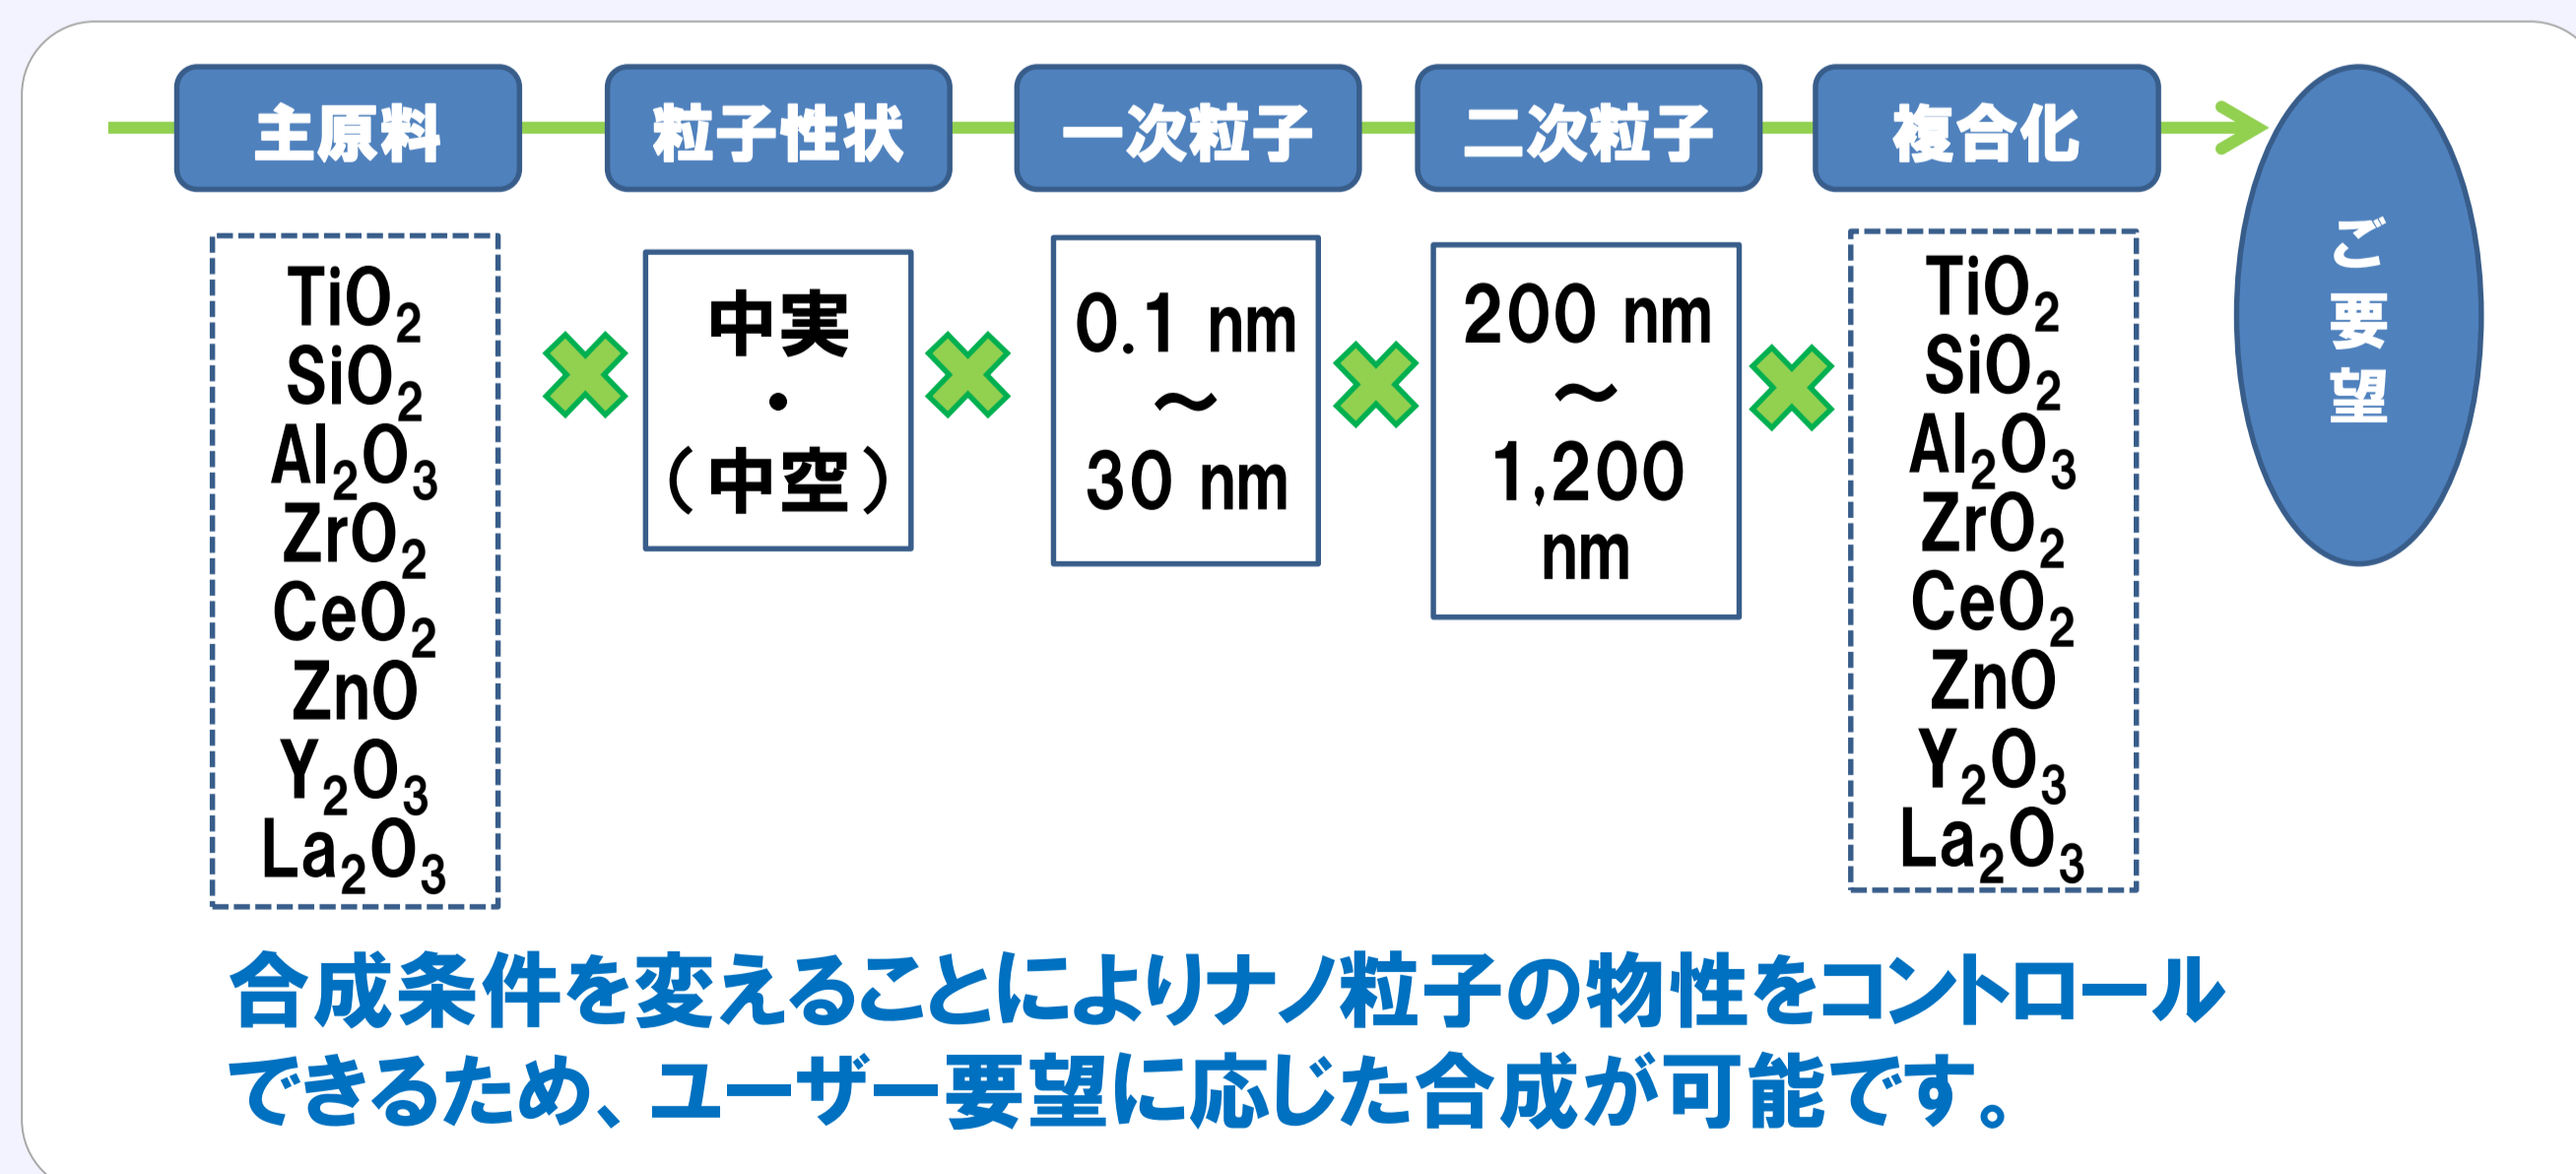 主原料
粒子性状
一次粒子
二次粒子
複合化
ご要望
TiO₂
SiO₂
Al₂O₃
ZrO₂
CeO₂
ZnO
Y₂O₃
La₂O₃
中実
・
（中空）
0.1 nm
～
30 nm
200 nm
～
1,200
nm
TiO₂
SiO₂
Al₂O₃
ZrO₂
CeO₂
ZnO
Y₂O₃
La₂O₃
合成条件を変えることによりナノ粒子の物性をコントロール
できるため、ユーザー要望に応じた合成が可能です。